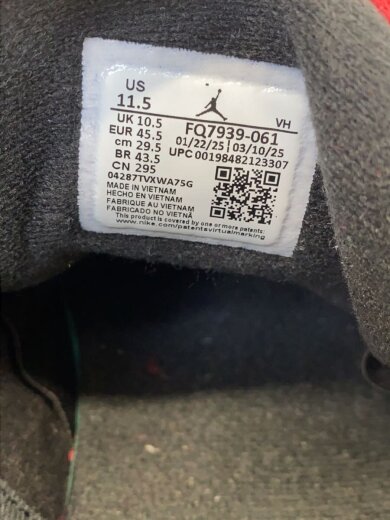 US
11.5
VH
UK 10.5
EUR 45.5
cm 29.5
BR 43.5
CN 295
FQ7939-061
01/22/25 | 03/10/25
UPC 00198482123307
04287TVXWA75G
MADE IN VIETNAM
HECHO EN VIETNAM
FABRIQUE AU VIETNAM
FABRICADO NO VIETNÃ
This product is covered by one or more patents:
www.nike.com/patentsvirtualmarking